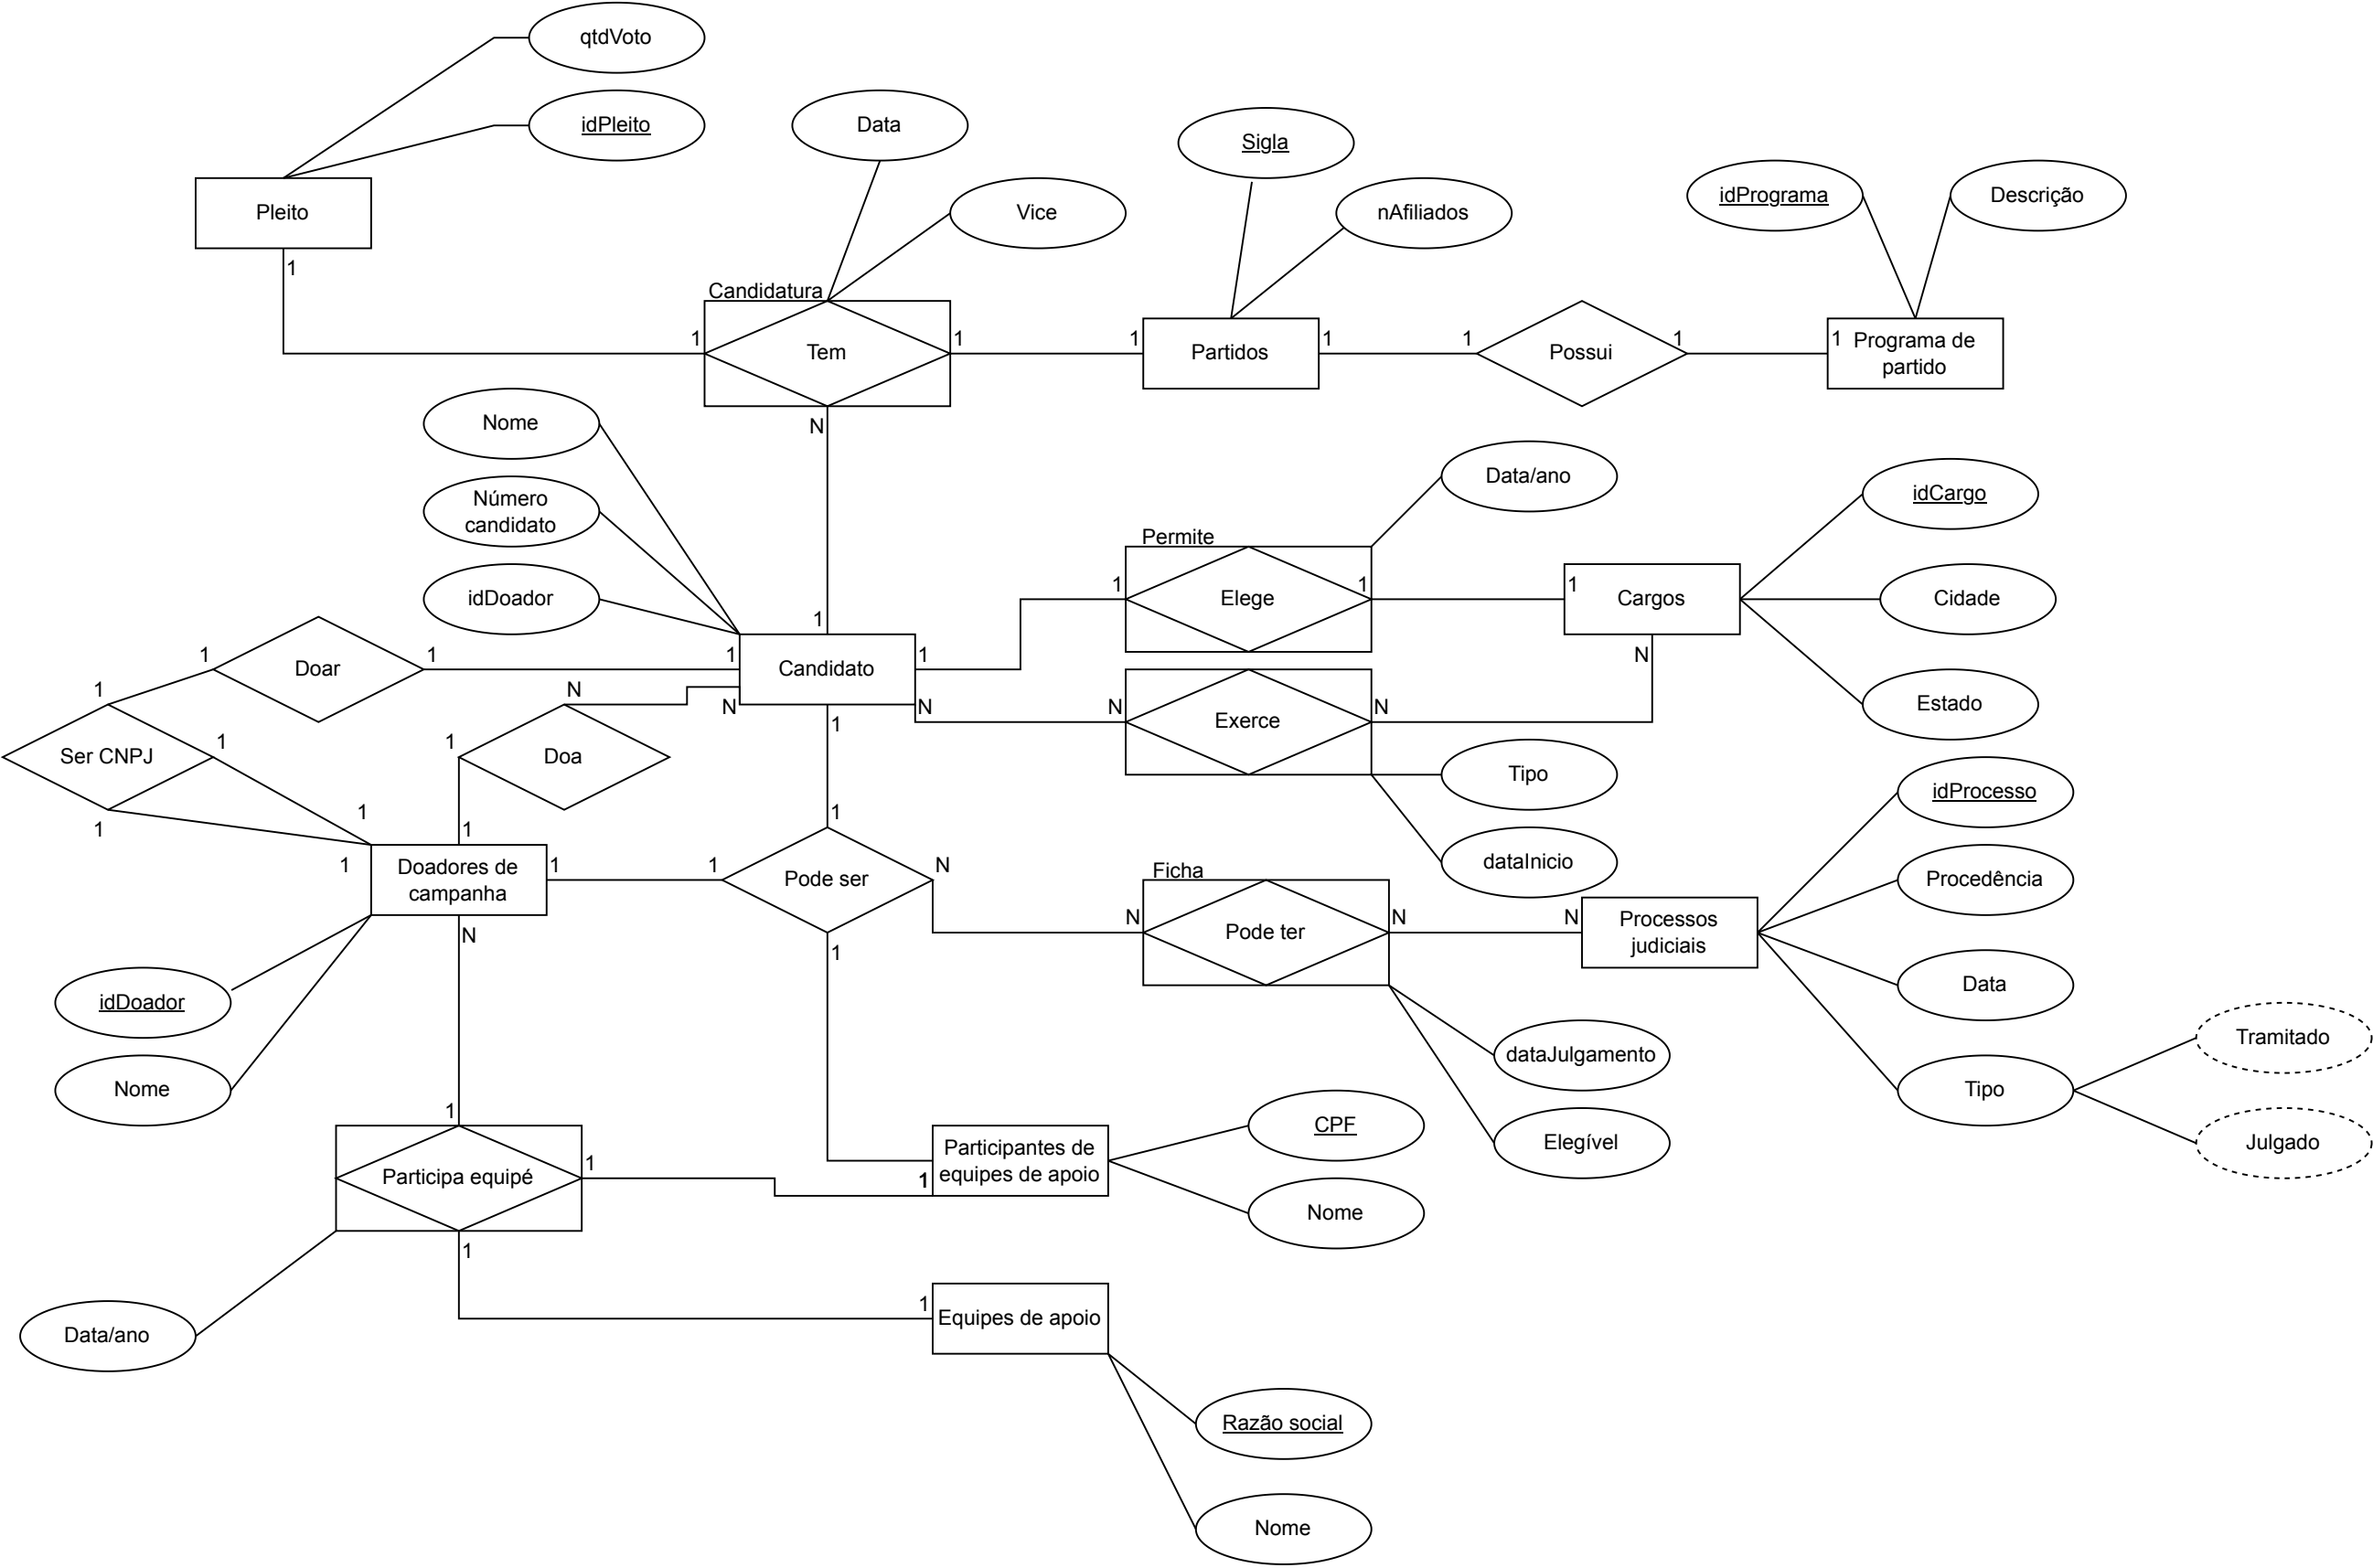 qtdVoto
idPleito
Data
Sigla
Vice
nAfiliados
idPrograma
Descrição
Pleito
1
Candidatura
1
Tem
1
1
Partidos
1
1
Possui
1
1
Programa de
partido
N
Nome
Número
candidato
idDoador
Data/ano
idCargo
Permite
1
Elege
1
1
Cargos
Cidade
Estado
1
1
Doar
1
1
Candidato
1
N
N
N
Exerce
N
N
1
Ser CNPJ
1
1
1
N
1
Doa
1
Tipo
dataInicio
idProcesso
Procedência
Data
Tipo
Tramitado
Julgado
1
1
1
Doadores de
campanha
1
1
Pode ser
N
1
Ficha
N
Pode ter
N
N
Processos
judiciais
dataJulgamento
Elegível
N
idDoador
Nome
1
Participa equipé
1
1
1
Participantes de
equipes de apoio
CPF
Nome
Data/ano
1
Equipes de apoio
Razão social
Nome